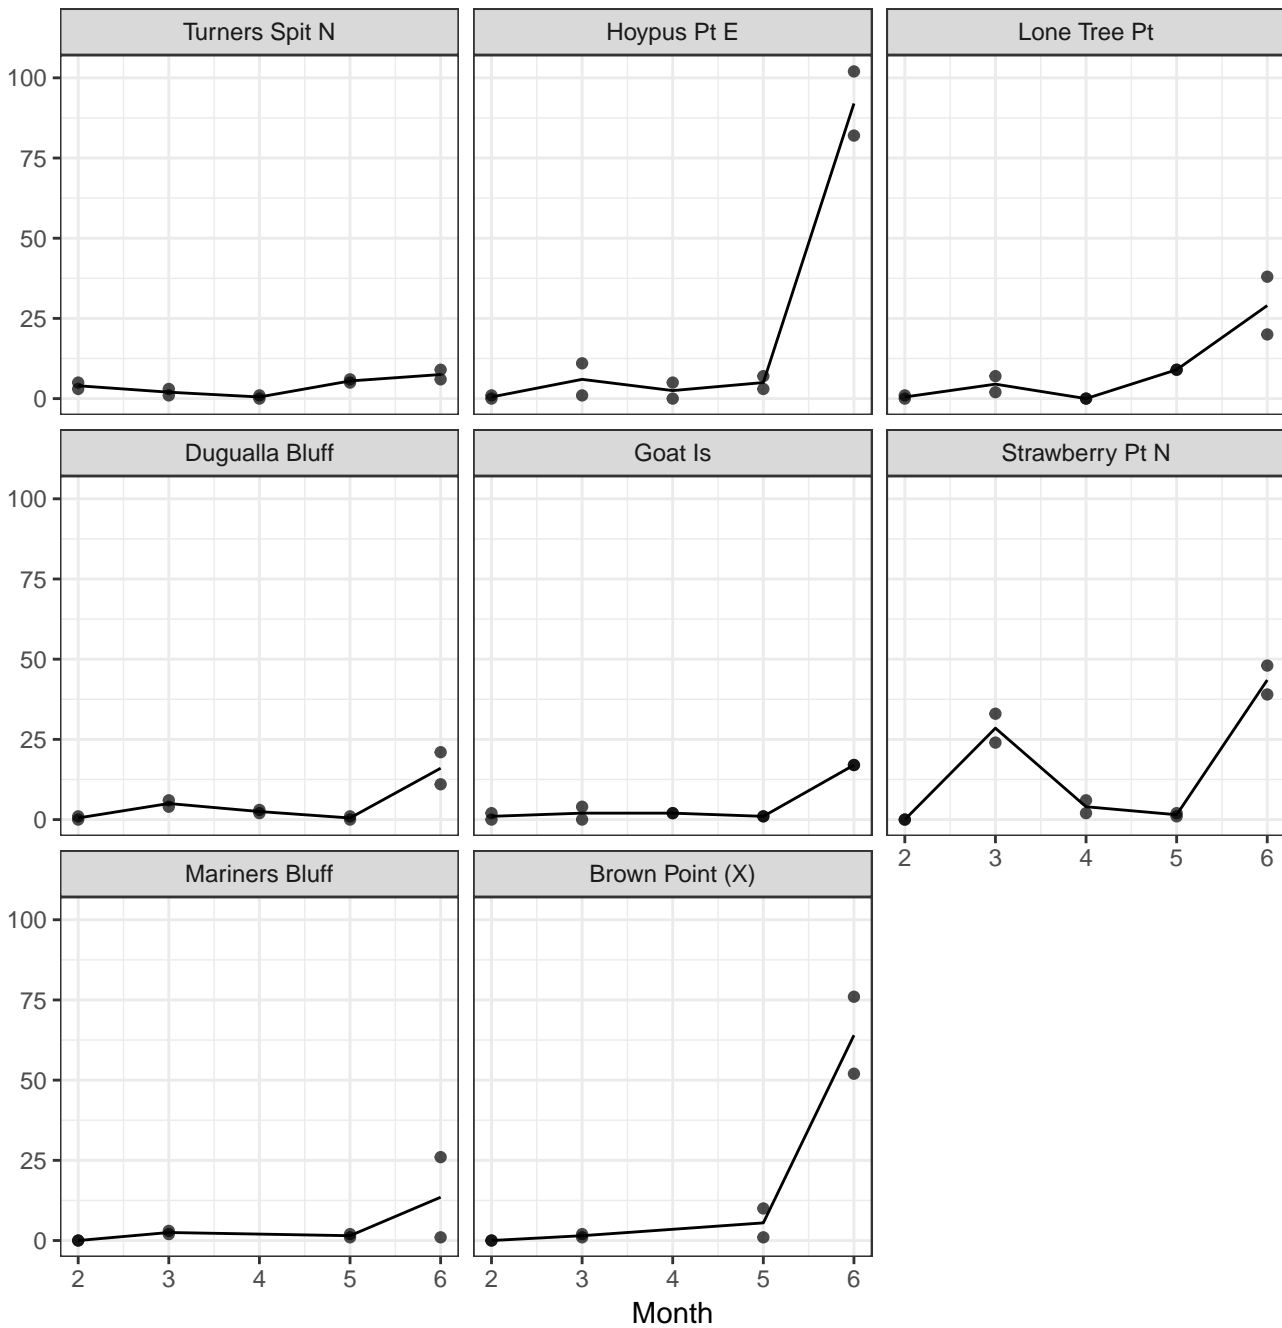 Turners Spit N
Hoypus Pt E
Lone Tree Pt
100
75
50
25
0
Dugualla Bluff
Goat Is
Strawberry Pt N
100
75
50
25
0
2 3 4 5 6
Mariners Bluff
Brown Point (X)
100
75
50
25
0
2 3 4 5 6
2 3 4 5 6
Month